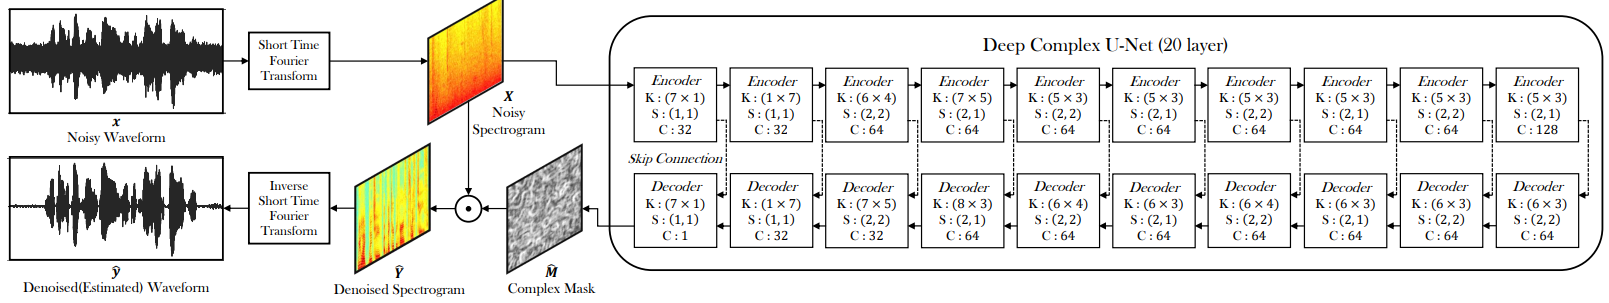 Short Time
Fourier
Transform
x
Noisy Waveform
X
Noisy
Spectrogram
Deep Complex U-Net (20 layer)
Encoder
K : (7 × 1)
S : (1, 1)
C : 32
Encoder
K : (1 × 7)
S : (1, 1)
C : 32
Encoder
K : (6 × 4)
S : (2, 2)
C : 64
Encoder
K : (7 × 5)
S : (2, 1)
C : 64
Encoder
K : (5 × 3)
S : (2, 2)
C : 64
Encoder
K : (5 × 3)
S : (2, 1)
C : 64
Encoder
K : (5 × 3)
S : (2, 2)
C : 64
Encoder
K : (5 × 3)
S : (2, 1)
C : 64
Encoder
K : (5 × 3)
S : (2, 2)
C : 64
Encoder
K : (5 × 3)
S : (2, 1)
C : 128
Skip Connection
Decoder
K : (7 × 1)
S : (1, 1)
C : 1
Decoder
K : (1 × 7)
S : (1, 1)
C : 32
Decoder
K : (7 × 5)
S : (2, 2)
C : 32
Decoder
K : (8 × 3)
S : (2, 1)
C : 64
Decoder
K : (6 × 4)
S : (2, 2)
C : 64
Decoder
K : (6 × 3)
S : (2, 1)
C : 64
Decoder
K : (6 × 4)
S : (2, 2)
C : 64
Decoder
K : (6 × 3)
S : (2, 1)
C : 64
Decoder
K : (6 × 3)
S : (2, 2)
C : 64
Decoder
K : (6 × 3)
S : (2, 2)
C : 64
Inverse
Short Time
Fourier
Transform
ŷ
Denoised(Estimated) Waveform
Ŷ
Denoised Spectrogram
M̂
Complex Mask